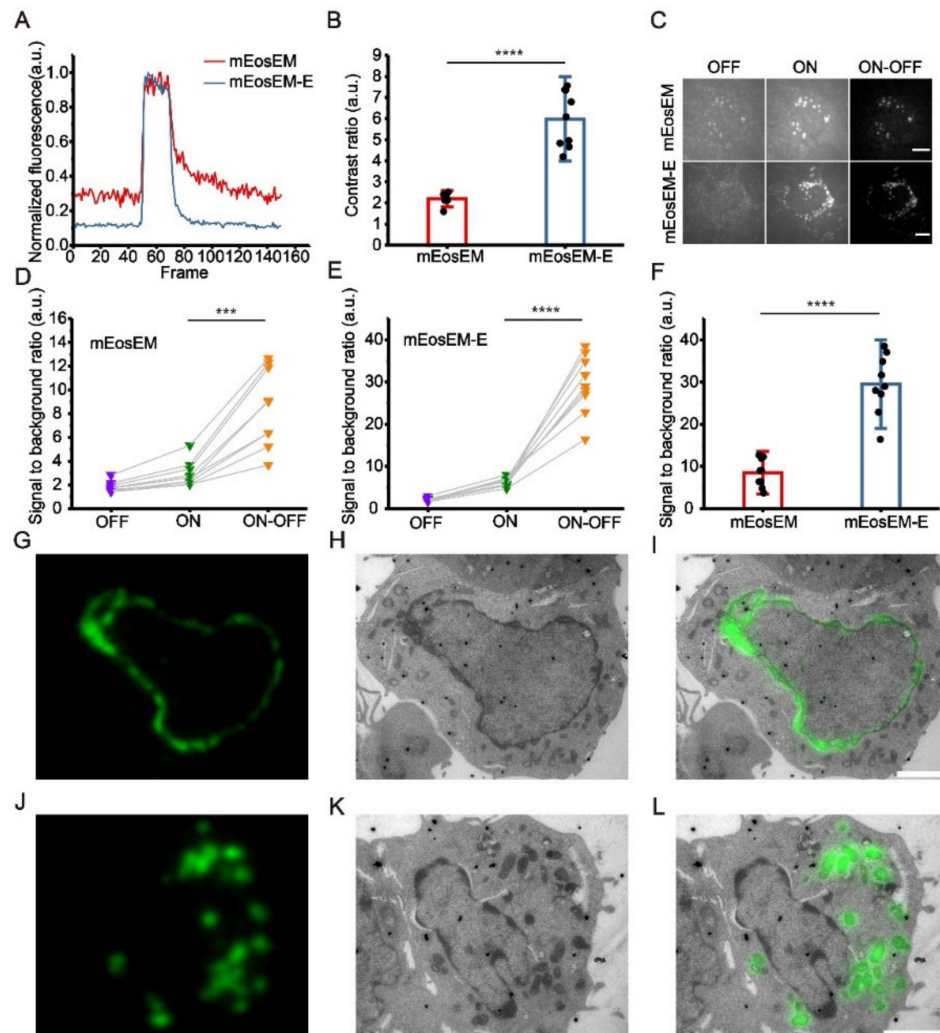 A
Normalized fluorescence(a.u.)
1.0
0.8
0.6
0.4
0.2
0.0
0 20 40 60 80 100 120 140 160
Frame
mEosEM
mEosEM-E
B
Contrast ratio (a.u.)
9
8
7
6
5
4
3
2
1
0
****
mEosEM
mEosEM-E
C
OFF ON ON-OFF
mEosEM
mEosEM-E
D
Signal to background ratio (a.u.)
16
14
12
10
8
6
4
2
0
mEosEM
***
OFF ON ON-OFF
E
Signal to background ratio (a.u.)
40
30
20
10
0
mEosEM-E
****
OFF ON ON-OFF
F
Signal to background ratio (a.u.)
40
30
20
10
0
****
mEosEM
mEosEM-E
G
H
I
J
K
L